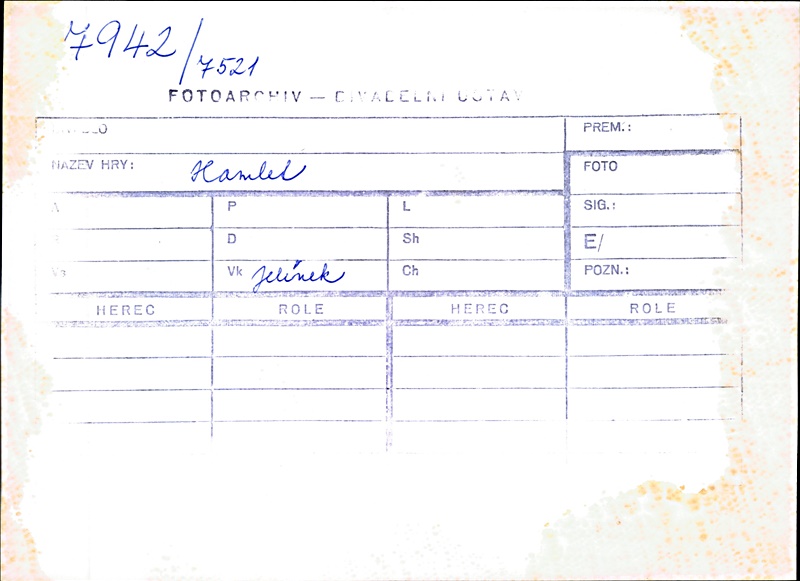 7942/7521
FOTOARCHIV — DIVADELNÍ ÚSTAV
PREM.:
NÁZEV HRY: Hamlet
FOTO
P L SIG.:
D Sh E/
Vk Jelínek Ch POZN.:
HEREC ROLE HEREC ROLE